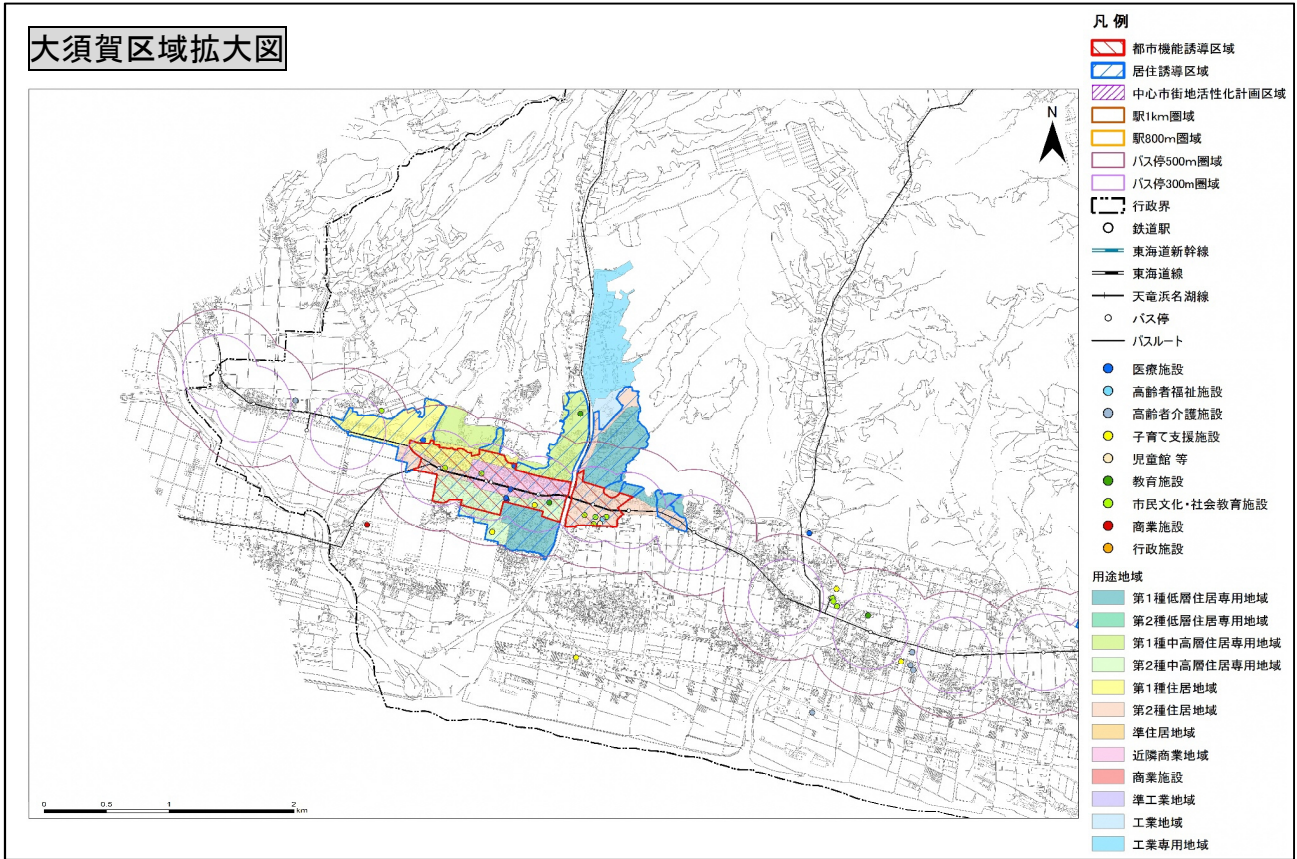 大須賀区域拡大図
N
0 0.5 1 2
km
凡 例
都市機能誘導区域
居住誘導区域
中心市街地活性化計画区域
駅1km圏域
駅800m圏域
バス停500m圏域
バス停300m圏域
行政界
鉄道駅
東海道新幹線
東海道線
天竜浜名湖線
バス停
バスルート
医療施設
高齢者福祉施設
高齢者介護施設
子育て支援施設
児童館 等
教育施設
市民文化・社会教育施設
商業施設
行政施設
用途地域
第1種低層住居専用地域
第2種低層住居専用地域
第1種中高層住居専用地域
第2種中高層住居専用地域
第1種住居地域
第2種住居地域
準住居地域
近隣商業地域
商業施設
準工業地域
工業地域
工業専用地域